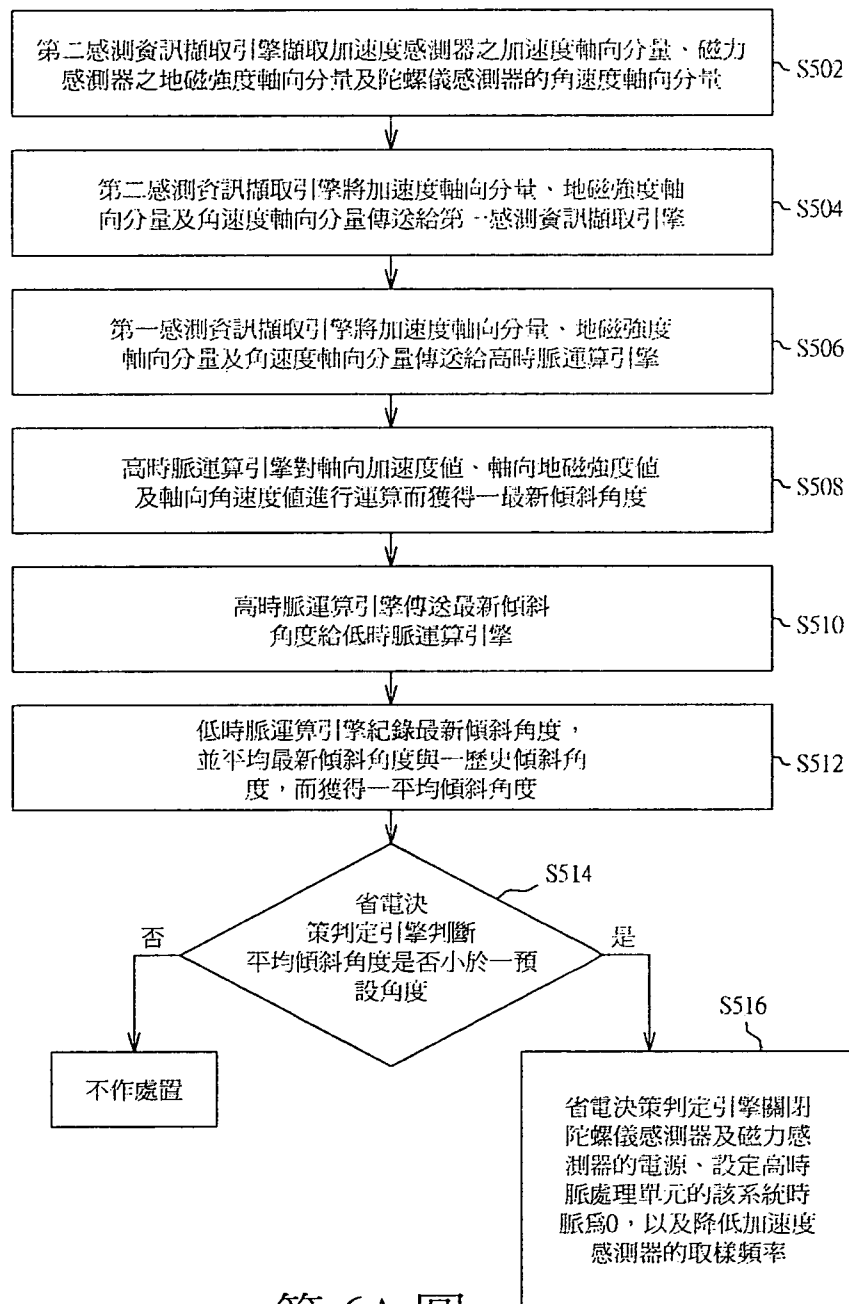 第二感測資訊擷取引擎擷取加速度感測器之加速度軸向分量、磁力
感測器之地磁強度軸向分量及陀螺儀感測器的角速度軸向分量
S502
第二感測資訊擷取引擎將加速度軸向分量、地磁強度軸
向分量及角速度軸向分量傳送給第一感測資訊擷取引擎
S504
第一感測資訊擷取引擎將加速度軸向分量、地磁強度
軸向分量及角速度軸向分量傳送給高時脈運算引擎
S506
高時脈運算引擎對軸向加速度值、軸向地磁強度值
及軸向角速度值進行運算而獲得一最新傾斜角度
S508
高時脈運算引擎傳送最新傾斜
角度給低時脈運算引擎
S510
低時脈運算引擎紀錄最新傾斜角度,
並平均最新傾斜角度與一歷史傾斜角
度,而獲得一平均傾斜角度
S512
S514
省電決
策判定引擎判斷
平均傾斜角度是否小於一預
設角度
否
是
不作處置
S516
省電決策判定引擎關閉
陀螺儀感測器及磁力感
測器的電源、設定高時
脈處理單元的該系統時
脈爲0,以及降低加速度
感測器的取樣頻率
第 6A 圖